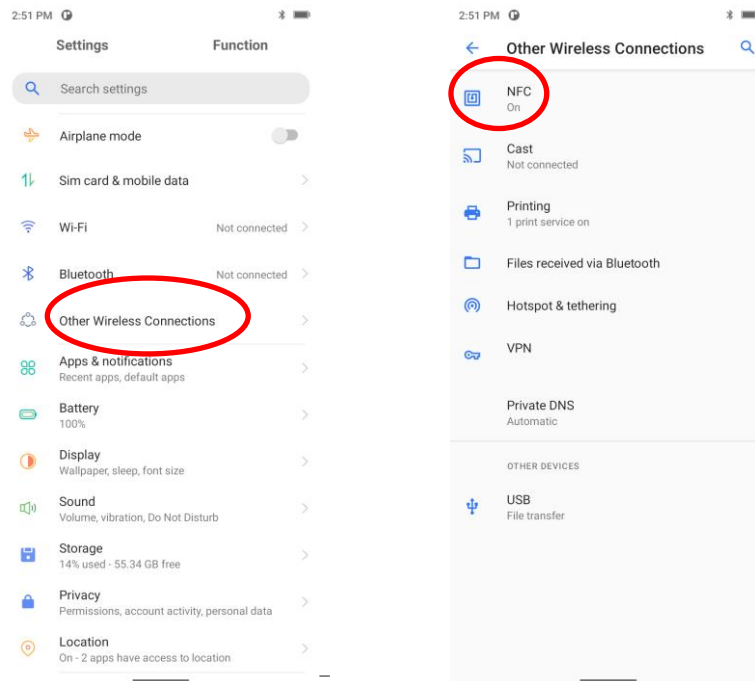 2:51 PM
Settings Function
Search settings
Airplane mode
Sim card & mobile data
Wi-Fi Not connected
Bluetooth Not connected
Other Wireless Connections
Apps & notifications
Recent apps, default apps
Battery
100%
Display
Wallpaper, sleep, font size
Sound
Volume, vibration, Do Not Disturb
Storage
14% used - 55.34 GB free
Privacy
Permissions, account activity, personal data
Location
On - 2 apps have access to location
2:51 PM
Other Wireless Connections
NFC
On
Cast
Not connected
Printing
1 print service on
Files received via Bluetooth
Hotspot & tethering
VPN
Private DNS
Automatic
OTHER DEVICES
USB
File transfer